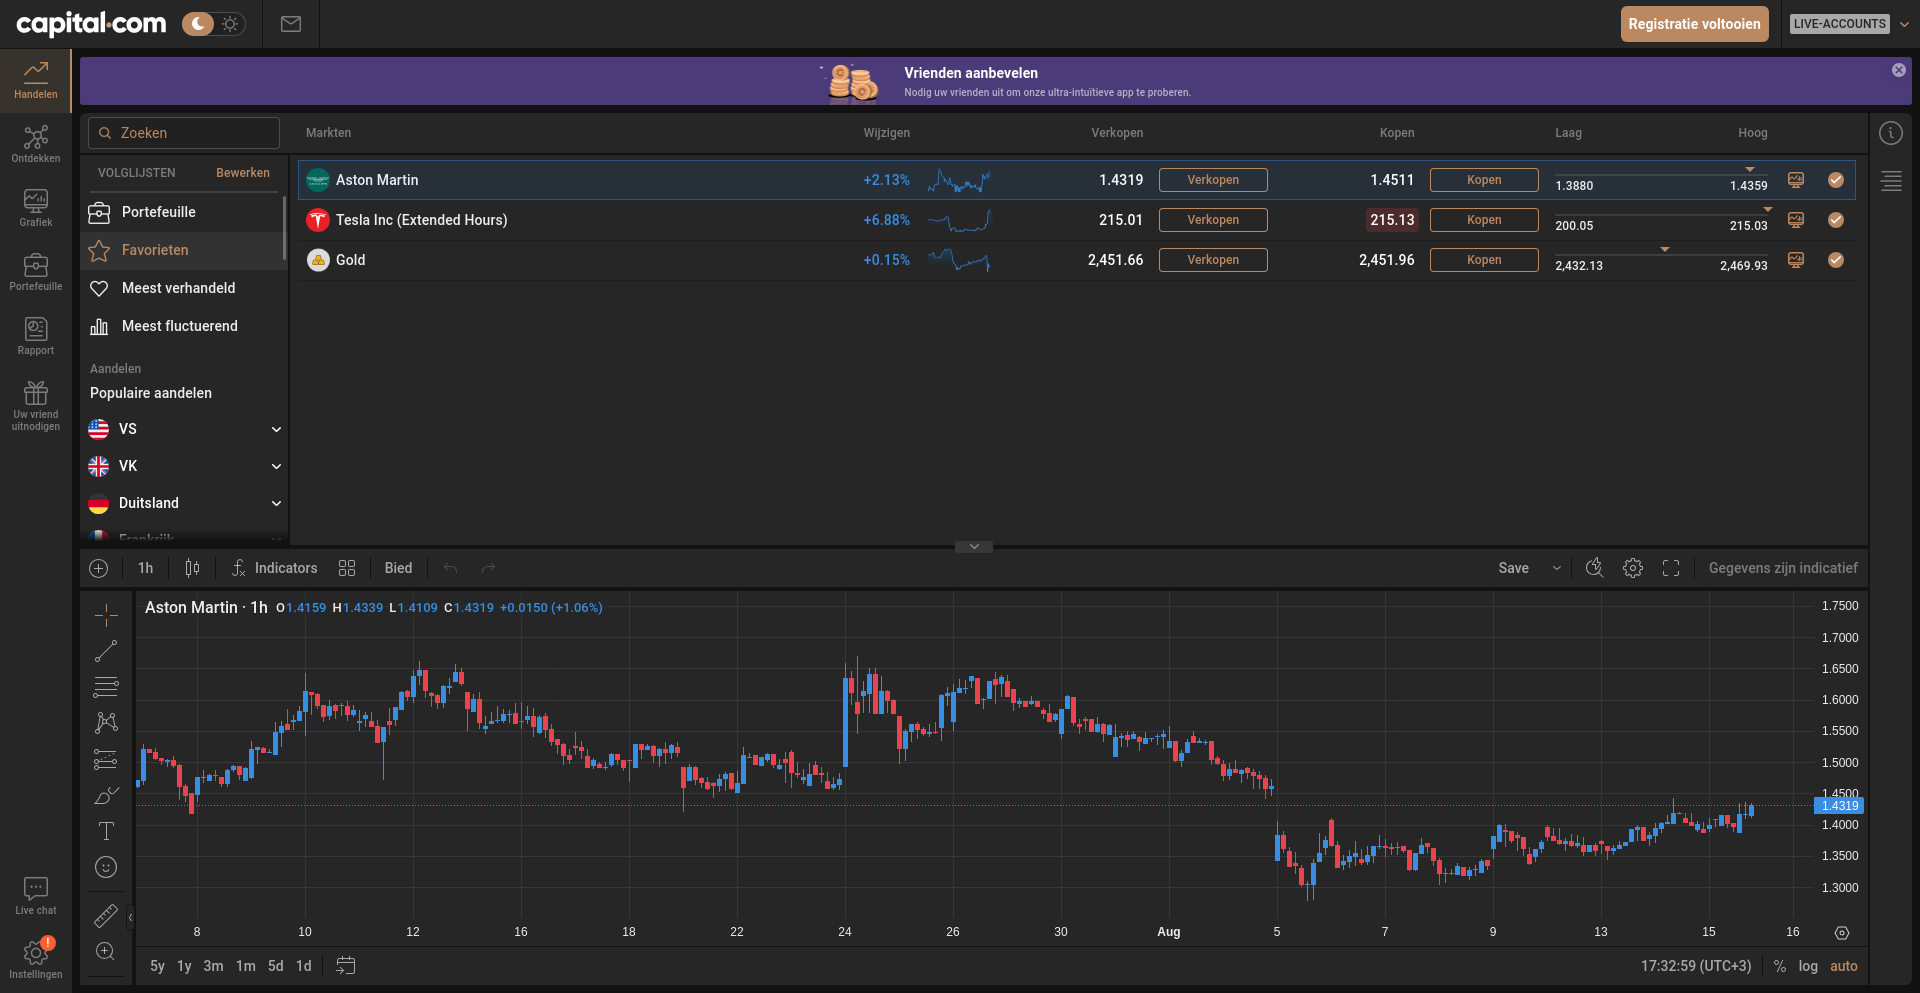 capital.com
Registratie voltooien
LIVE-ACCOUNTS
Handelen
Ontdekken
Grafiek
Portefeuille
Rapport
Uw vriend
uitnodigen
Live chat
!
Instellingen
Vrienden aanbevelen
Nodig uw vrienden uit om onze ultra-intuïtieve app te proberen.
Zoeken
Markten Wijzigen Verkopen Kopen Laag Hoog
VOLGLIJSTEN Bewerken
Portefeuille
Favorieten
Meest verhandeld
Meest fluctuerend
Aandelen
Populaire aandelen
VS
VK
Duitsland
Frankrijk
Aston Martin +2.13% 1.4319 Verkopen 1.4511 Kopen 1.3880 1.4359
Tesla Inc (Extended Hours) +6.88% 215.01 Verkopen 215.13 Kopen 200.05 215.03
Gold +0.15% 2,451.66 Verkopen 2,451.96 Kopen 2,432.13 2,469.93
1h Indicators Bied Save Gegevens zijn indicatief
Aston Martin · 1h O1.4159 H1.4339 L1.4109 C1.4319 +0.0150 (+1.06%)
1.7500
1.7000
1.6500
1.6000
1.5500
1.5000
1.4500
1.4319
1.4000
1.3500
1.3000
8 10 12 16 18 22 24 26 30 Aug 5 7 9 13 15 16
5y 1y 3m 1m 5d 1d 17:32:59 (UTC+3) % log auto